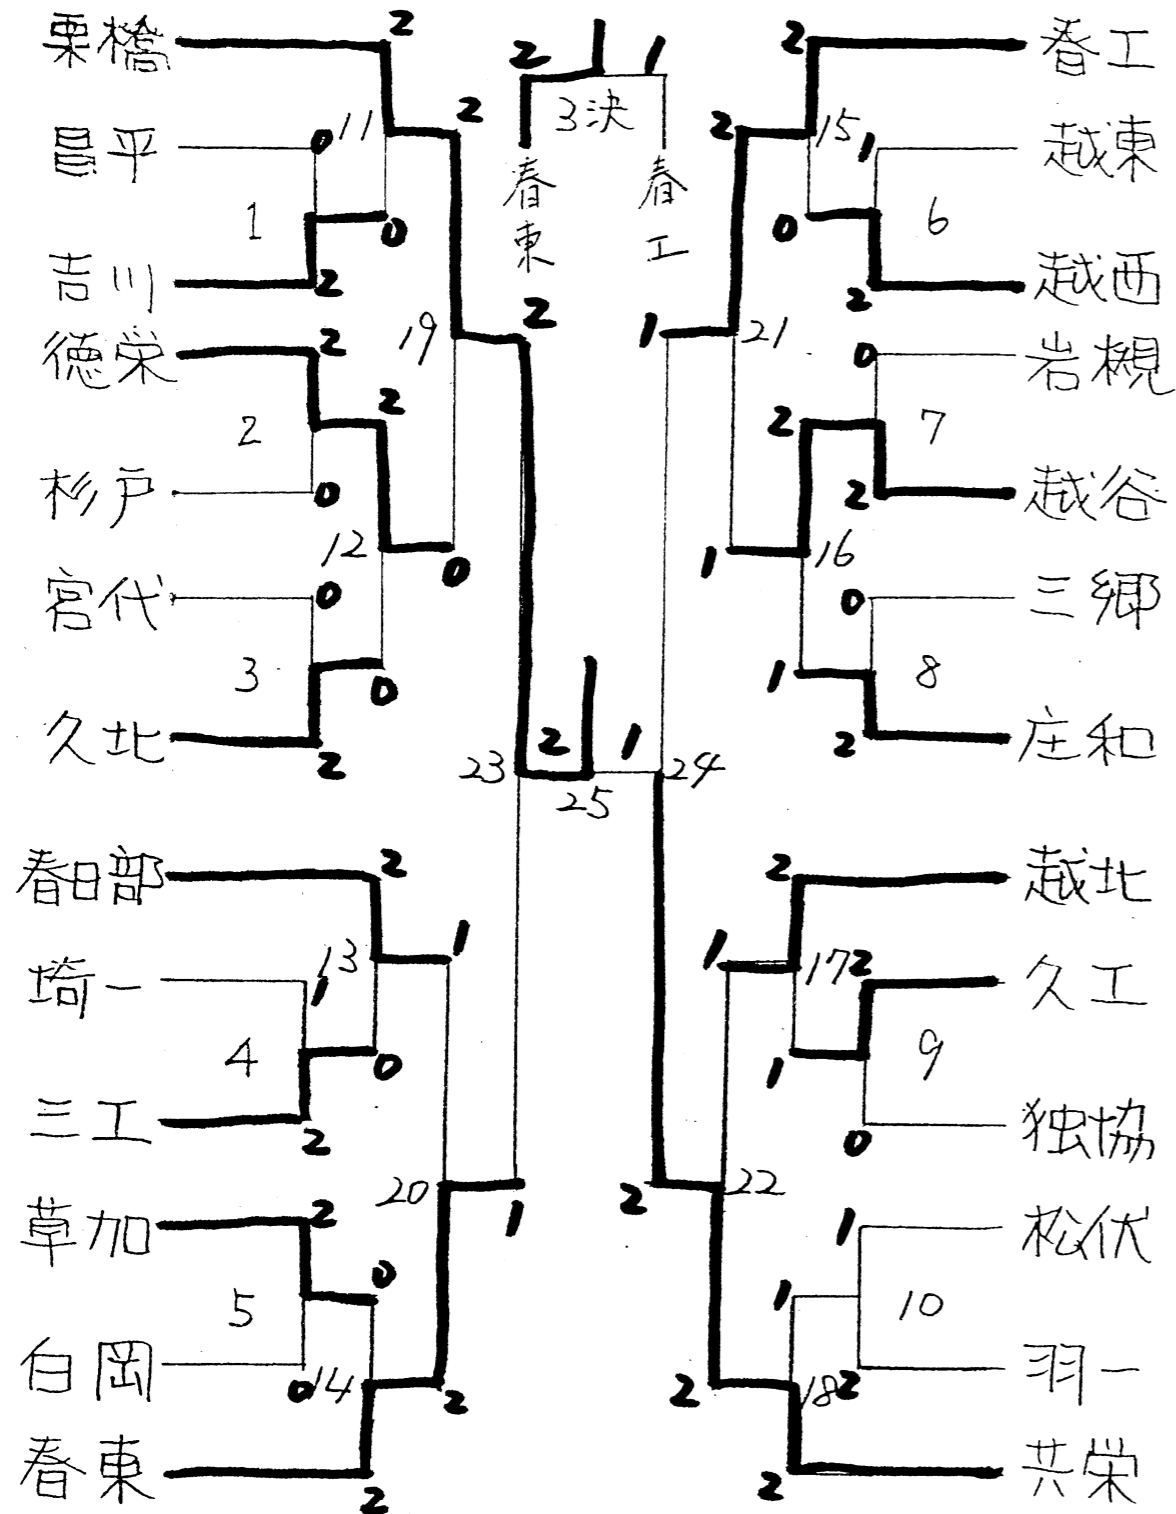 栗橋
2
昌平
0
11
1
0
吉川
2
徳栄
2
19
2
2
2
杉戸
0
12
0
宮代
0
3
0
久北
2
2
2
1
3決
春東
春工
2
春工
2
15
越東
1
0
6
越西
2
1
21
岩槻
0
2
7
越谷
2
1
16
三郷
0
1
8
庄和
2
23
2
1
24
25
春日部
2
13
1
埼一
1
4
0
三工
2
20
1
草加
2
0
5
白岡
0
14
2
春東
2
越北
2
1
17
久工
2
1
9
独協
0
2
22
松伏
1
1
10
羽一
2
2
18
共栄
2